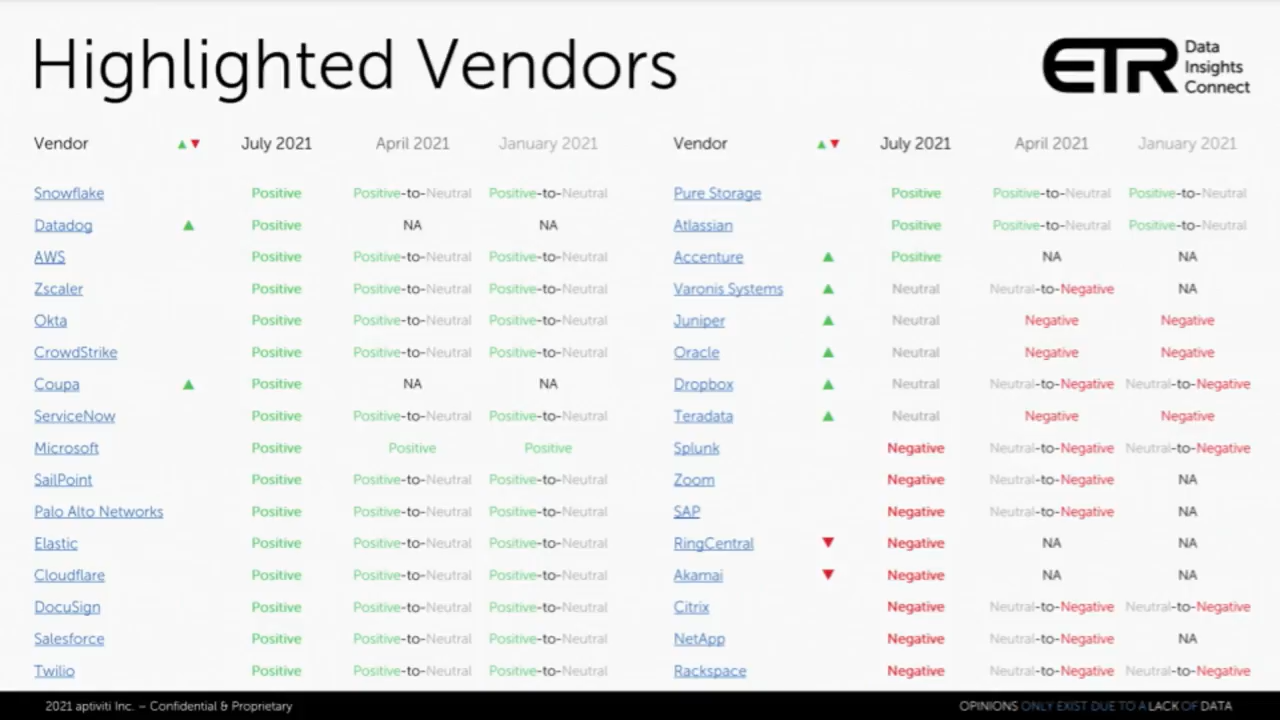 Highlighted Vendors
ETR Data Insights Connect
Vendor ▲▼ July 2021 April 2021 January 2021 Vendor ▲▼ July 2021 April 2021 January 2021
Snowflake Positive Positive-to-Neutral Positive-to-Neutral Pure Storage Positive Positive-to-Neutral Positive-to-Neutral
Datadog ▲ Positive NA NA Atlassian Positive Positive-to-Neutral Positive-to-Neutral
AWS Positive Positive-to-Neutral Positive-to-Neutral Accenture ▲ Positive NA NA
Zscaler Positive Positive-to-Neutral Positive-to-Neutral Varonis Systems ▲ Neutral Neutral-to-Negative NA
Okta Positive Positive-to-Neutral Positive-to-Neutral Juniper ▲ Neutral Negative Negative
CrowdStrike Positive Positive-to-Neutral Positive-to-Neutral Oracle ▲ Neutral Negative Negative
Coupa ▲ Positive NA NA Dropbox ▲ Neutral Neutral-to-Negative Neutral-to-Negative
ServiceNow Positive Positive-to-Neutral Positive-to-Neutral Teradata ▲ Neutral Negative Negative
Microsoft Positive Positive Positive Splunk Negative Neutral-to-Negative Neutral-to-Negative
SailPoint Positive Positive-to-Neutral Positive-to-Neutral Zoom Negative Neutral-to-Negative NA
Palo Alto Networks Positive Positive-to-Neutral Positive-to-Neutral SAP Negative Neutral-to-Negative NA
Elastic Positive Positive-to-Neutral Positive-to-Neutral RingCentral ▼ Negative NA NA
Cloudflare Positive Positive-to-Neutral Positive-to-Neutral Akamai ▼ Negative NA NA
DocuSign Positive Positive-to-Neutral Positive-to-Neutral Citrix Negative Neutral-to-Negative Neutral-to-Negative
Salesforce Positive Positive-to-Neutral Positive-to-Neutral NetApp Negative Neutral-to-Negative NA
Twilio Positive Positive-to-Neutral Positive-to-Neutral Rackspace Negative Neutral-to-Negative Neutral-to-Negative
2021 aptiviti Inc. – Confidential & Proprietary OPINIONS ONLY EXIST DUE TO A LACK OF DATA